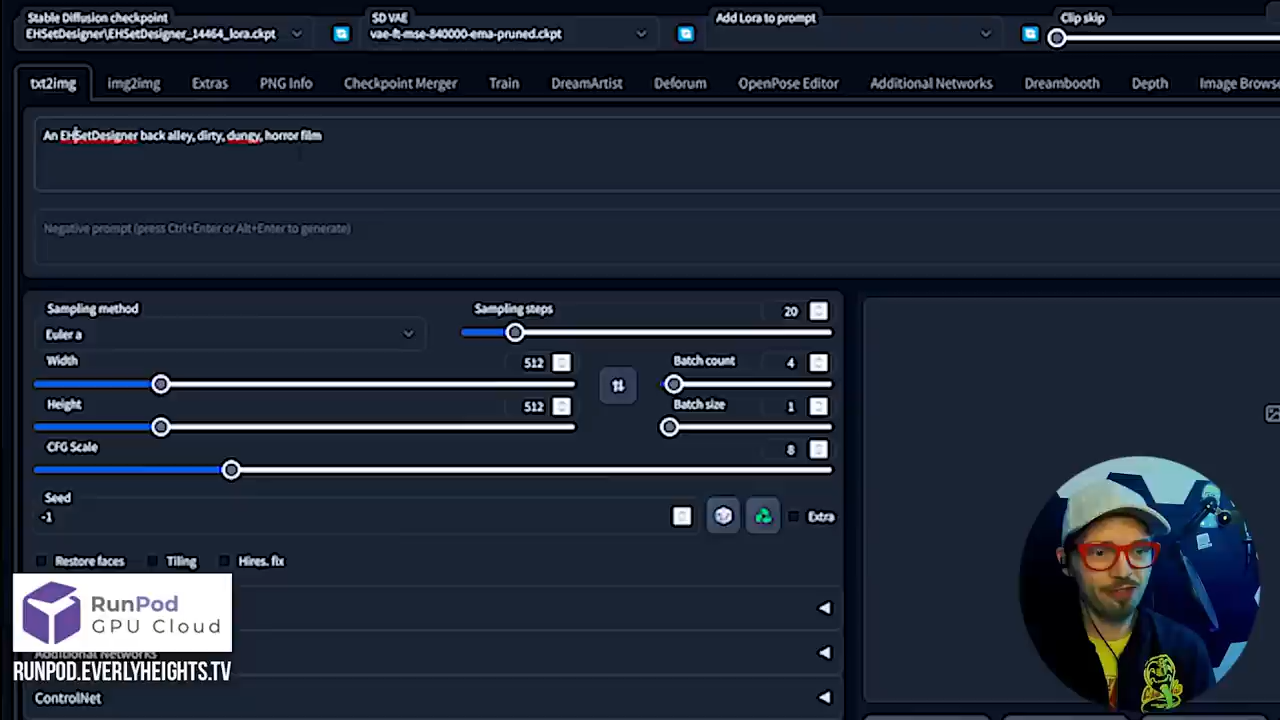 Stable Diffusion checkpoint
SD VAE
Add Lora to prompt
Clip skip
EHSetDesigner\EHSetDesigner_14464_lora.ckpt
vae-ft-mse-840000-ema-pruned.ckpt
txt2img img2img Extras PNG Info Checkpoint Merger Train DreamArtist Deforum OpenPose Editor Additional Networks Dreambooth Depth Image Brows
An EHSetDesigner back alley, dirty, dungy, horror film
Negative prompt (press Ctrl+Enter or Alt+Enter to generate)
Sampling method
Sampling steps
20
Euler a
Width
512
Batch count
4
Height
512
Batch size
1
CFG Scale
8
Seed
-1
Extra
Restore faces Tiling Hires. fix
RunPod
GPU Cloud
Additional Networks
RUNPOD.EVERLYHEIGHTS.TV
ControlNet